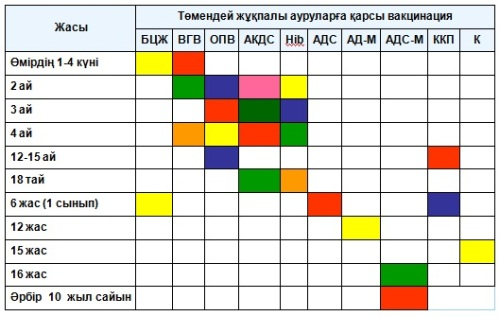 Жасы
Төмендей жұқпалы ауруларға қарсы вакцинация
БЦЖ ВГВ ОПВ АКДС Hib АДС АД-М АДС-М ККП К
Өмірдің 1-4 күні
2 ай
3 ай
4 ай
12-15 ай
18 тай
6 жас (1 сынып)
12 жас
15 жас
16 жас
Әрбір 10 жыл сайын